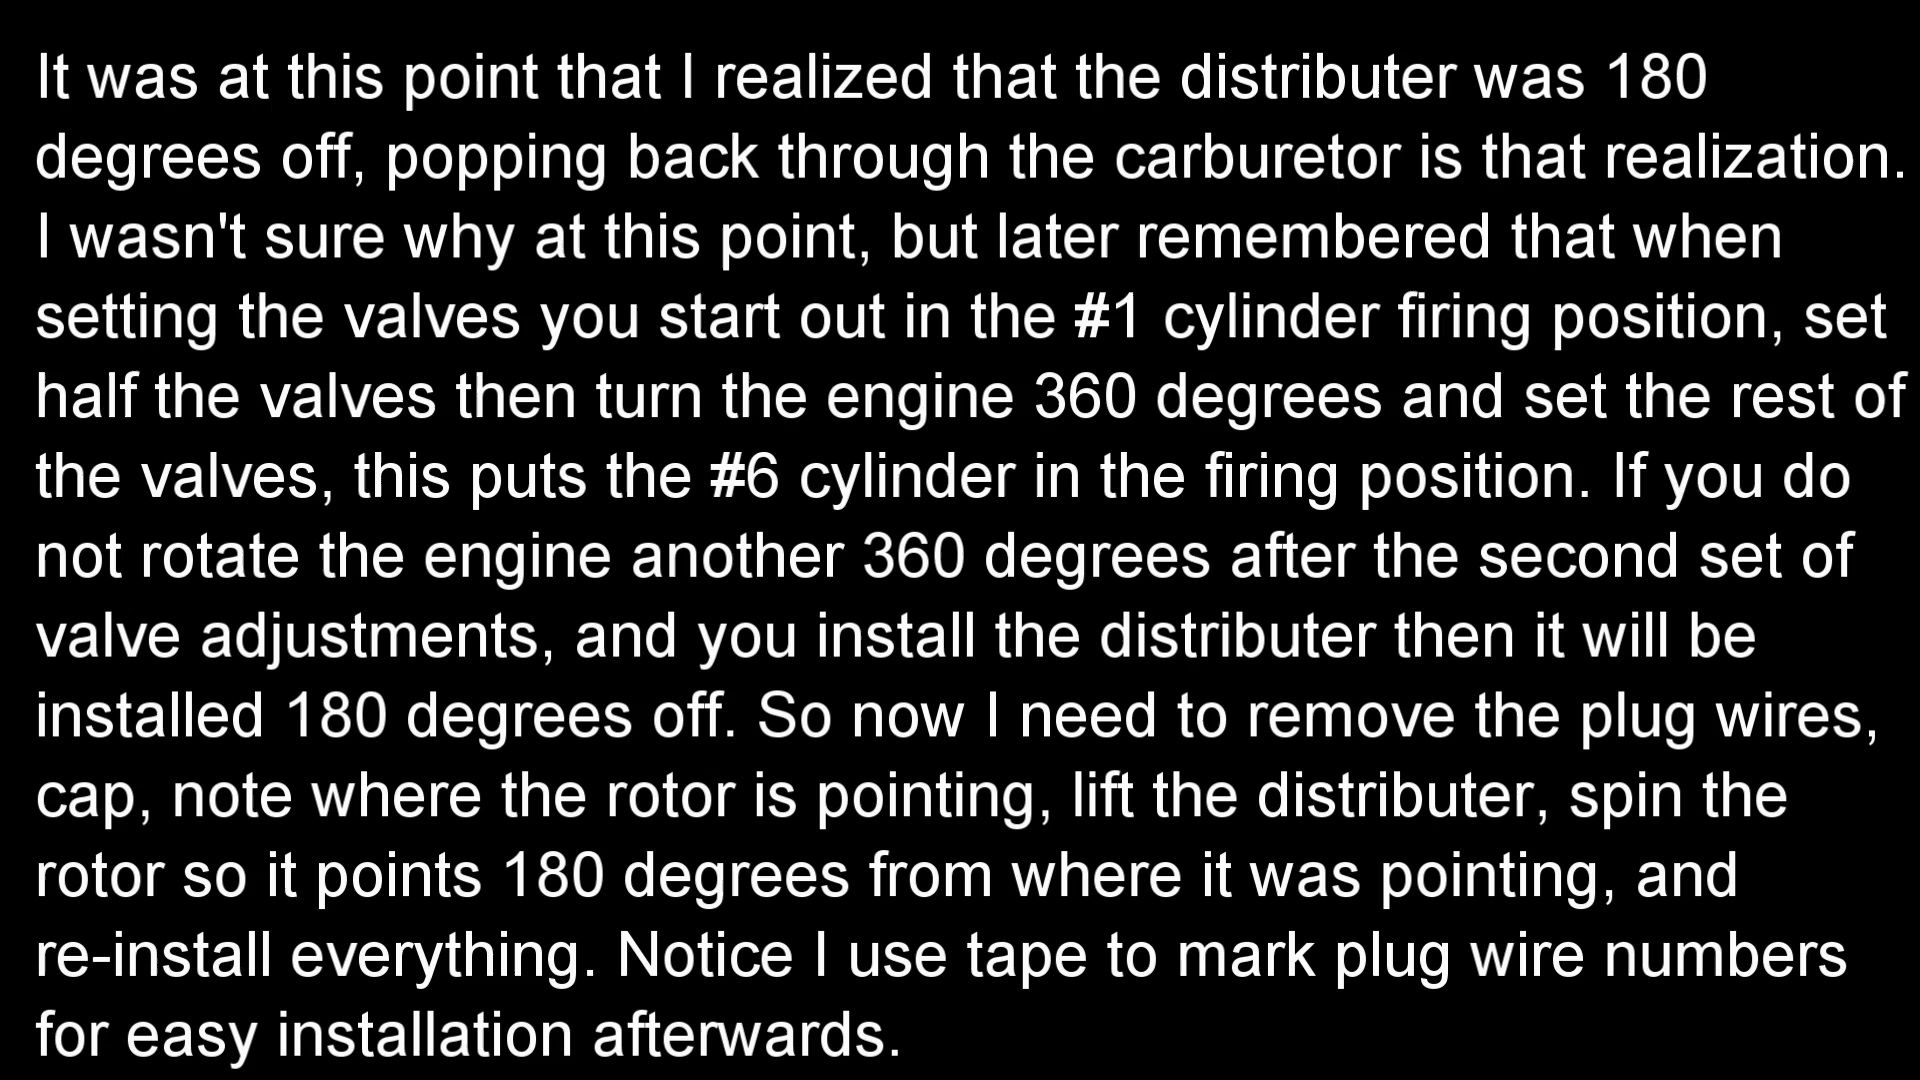 It was at this point that I realized that the distributer was 180
degrees off, popping back through the carburetor is that realization.
I wasn't sure why at this point, but later remembered that when
setting the valves you start out in the #1 cylinder firing position, set
half the valves then turn the engine 360 degrees and set the rest of
the valves, this puts the #6 cylinder in the firing position. If you do
not rotate the engine another 360 degrees after the second set of
valve adjustments, and you install the distributer then it will be
installed 180 degrees off. So now I need to remove the plug wires,
cap, note where the rotor is pointing, lift the distributer, spin the
rotor so it points 180 degrees from where it was pointing, and
re-install everything. Notice I use tape to mark plug wire numbers
for easy installation afterwards.